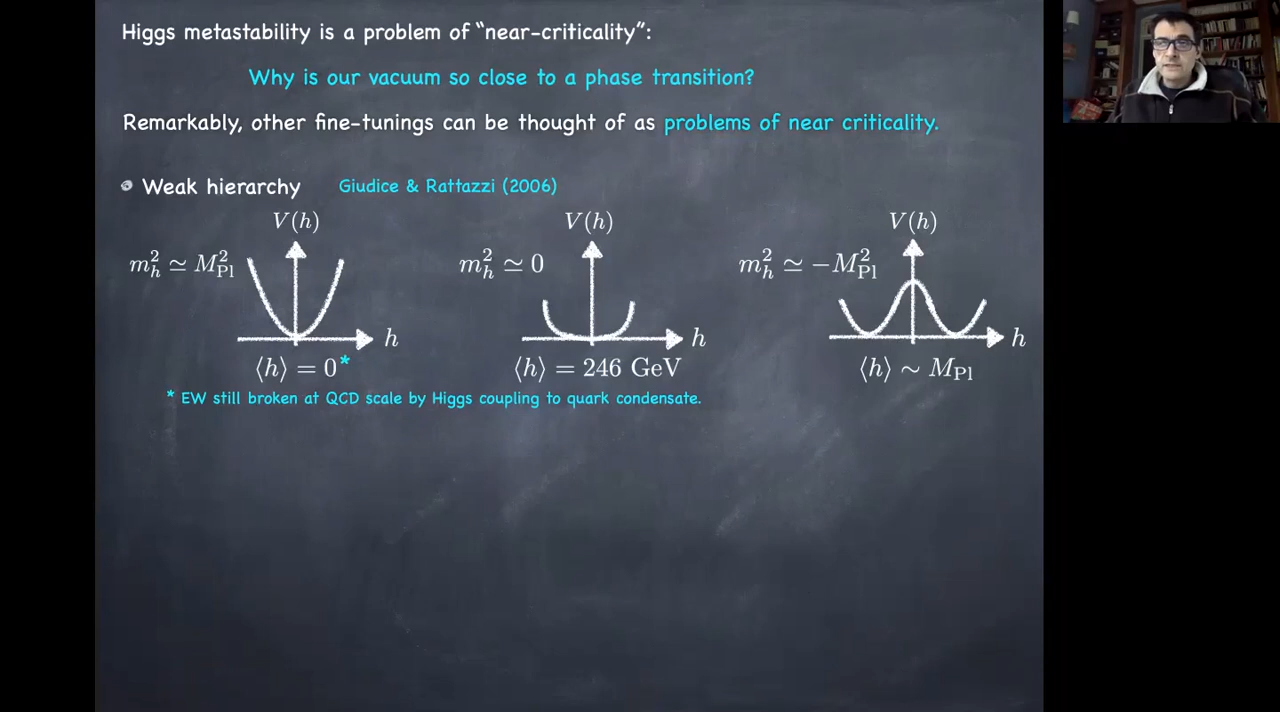 Higgs metastability is a problem of “near-criticality”:
Why is our vacuum so close to a phase transition?
Remarkably, other fine-tunings can be thought of as problems of near criticality.
Weak hierarchy Giudice & Rattazzi (2006)
V(h) V(h) V(h)
m_h^2 ≃ M_Pl^2 m_h^2 ≃ 0 m_h^2 ≃ −M_Pl^2
h h h
⟨h⟩ = 0* ⟨h⟩ = 246 GeV ⟨h⟩ ∼ M_Pl
* EW still broken at QCD scale by Higgs coupling to quark condensate.